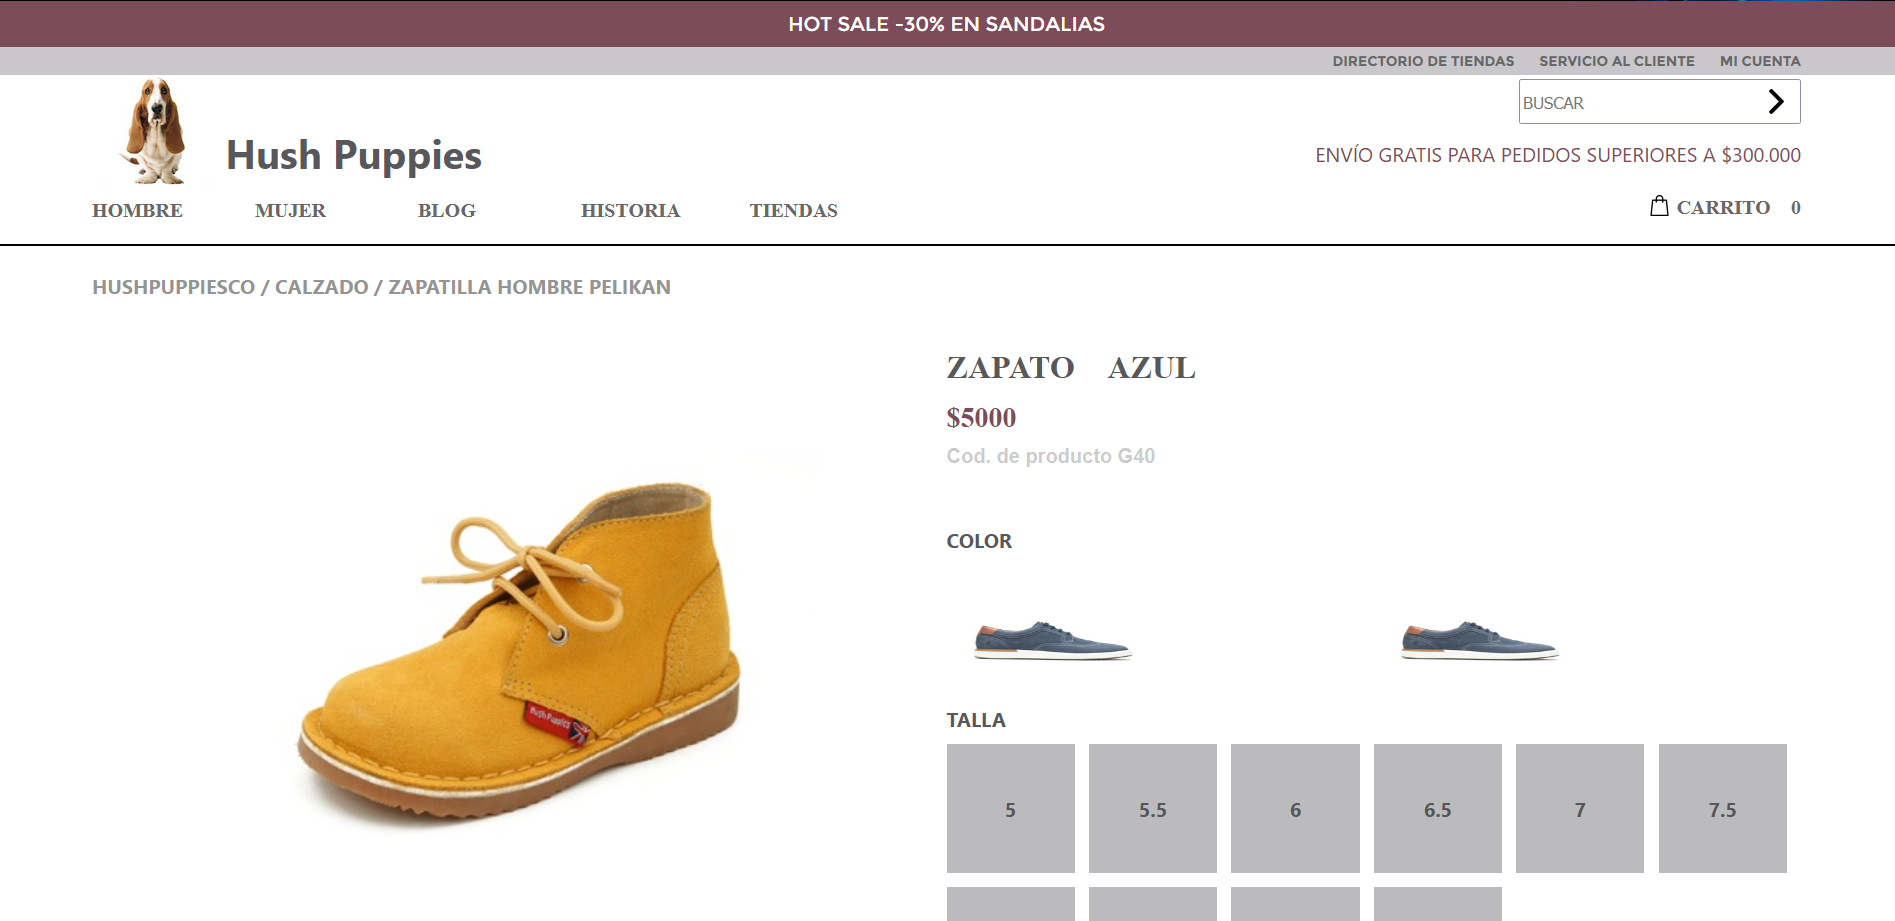 HOT SALE -30% EN SANDALIAS
DIRECTORIO DE TIENDAS SERVICIO AL CLIENTE MI CUENTA
BUSCAR
Hush Puppies
ENVÍO GRATIS PARA PEDIDOS SUPERIORES A $300.000
HOMBRE MUJER BLOG HISTORIA TIENDAS
CARRITO 0
HUSHPUPPIESCO / CALZADO / ZAPATILLA HOMBRE PELIKAN
ZAPATO AZUL
$5000
Cod. de producto G40
COLOR
Hush Puppies
TALLA
5 5.5 6 6.5 7 7.5